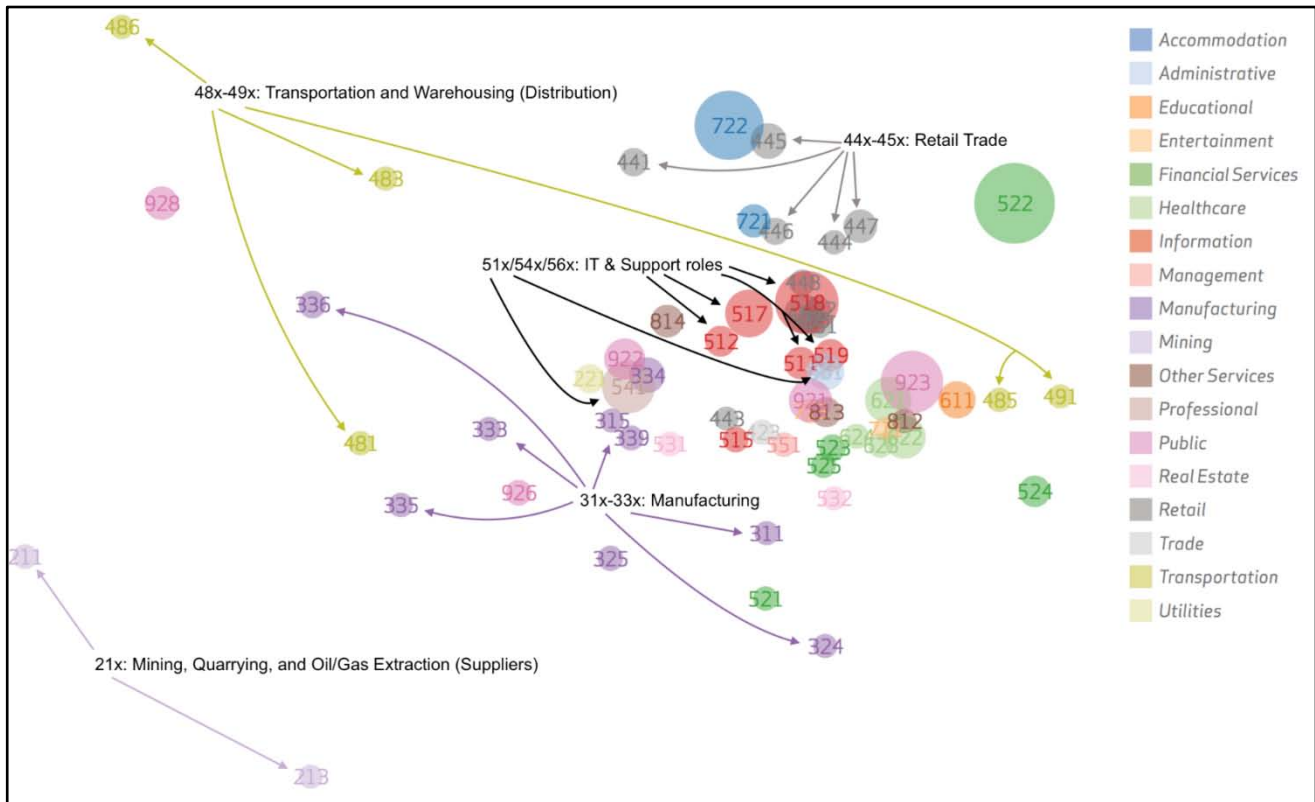 486
48x-49x: Transportation and Warehousing (Distribution)
722
445
44x-45x: Retail Trade
441
483
928
522
721
446
447
444
51x/54x/56x: IT & Support roles
448
518
336
517
814
512
519
511
561
922
334
541
221
923
921
611
485
491
813
812
622
315
443
333
339
531
515
551
523
481
525
524
926
532
335
31x-33x: Manufacturing
311
325
211
521
324
21x: Mining, Quarrying, and Oil/Gas Extraction (Suppliers)
213
Accommodation
Administrative
Educational
Entertainment
Financial Services
Healthcare
Information
Management
Manufacturing
Mining
Other Services
Professional
Public
Real Estate
Retail
Trade
Transportation
Utilities